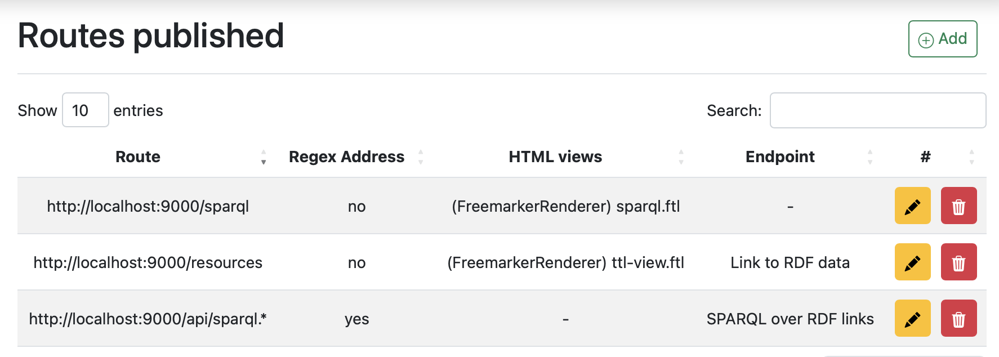 Routes published
Add
Show 10 entries
Search:
Route Regex Address HTML views Endpoint #
http://localhost:9000/sparql no (FreemarkerRenderer) sparql.ftl -
http://localhost:9000/resources no (FreemarkerRenderer) ttl-view.ftl Link to RDF data
http://localhost:9000/api/sparql.* yes - SPARQL over RDF links